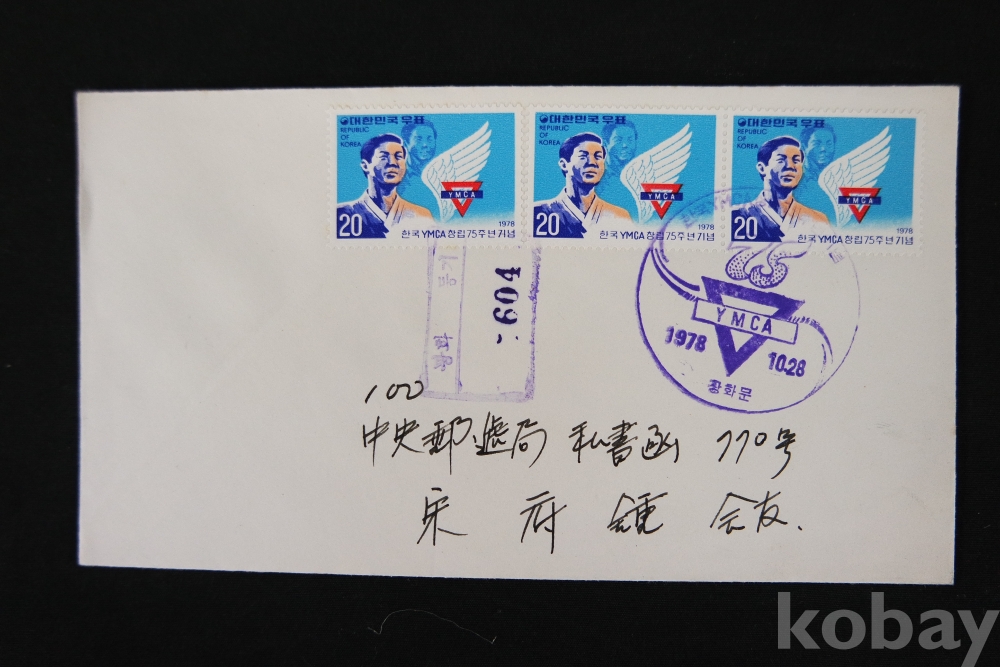 대한민국 우표
REPUBLIC OF KOREA
YMCA
20
1978
한국 YMCA 창립 75주년 기념
대한민국 우표
REPUBLIC OF KOREA
YMCA
20
1978
한국 YMCA 창립 75주년 기념
대한민국 우표
REPUBLIC OF KOREA
YMCA
20
1978
한국 YMCA 창립 75주년 기념
604
75
YMCA
1978 10.28
광화문
100
中央郵遞局 私書函 770号
宋 府 鍾 会友.
kobay